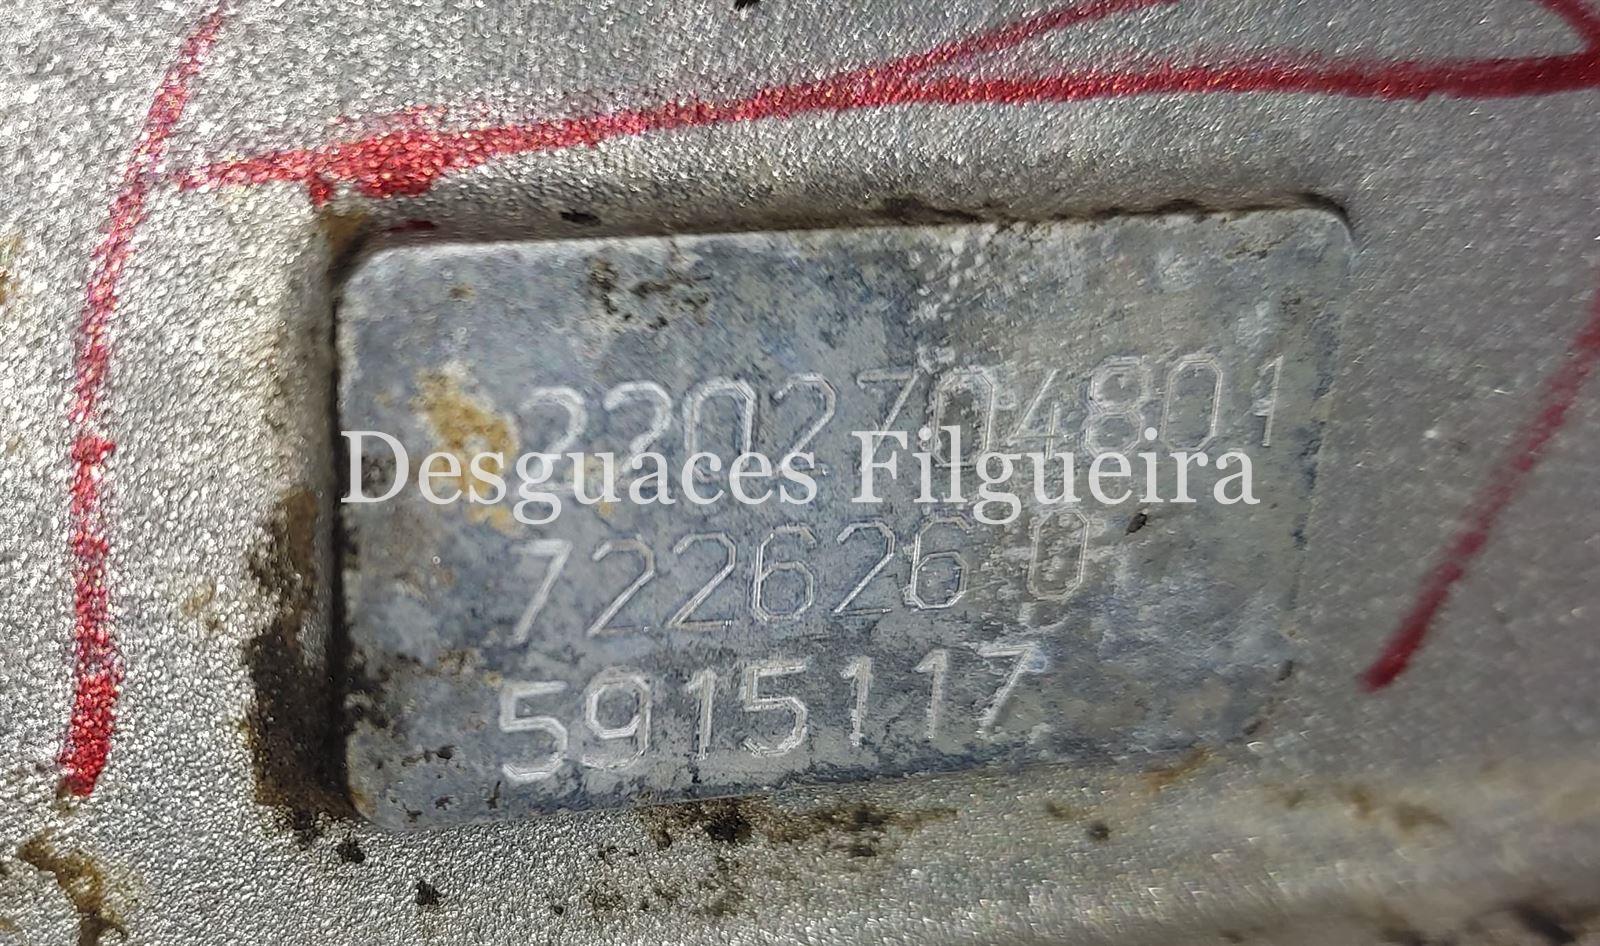 2202704801
Desguaces Filgueira
722626 0
5915117